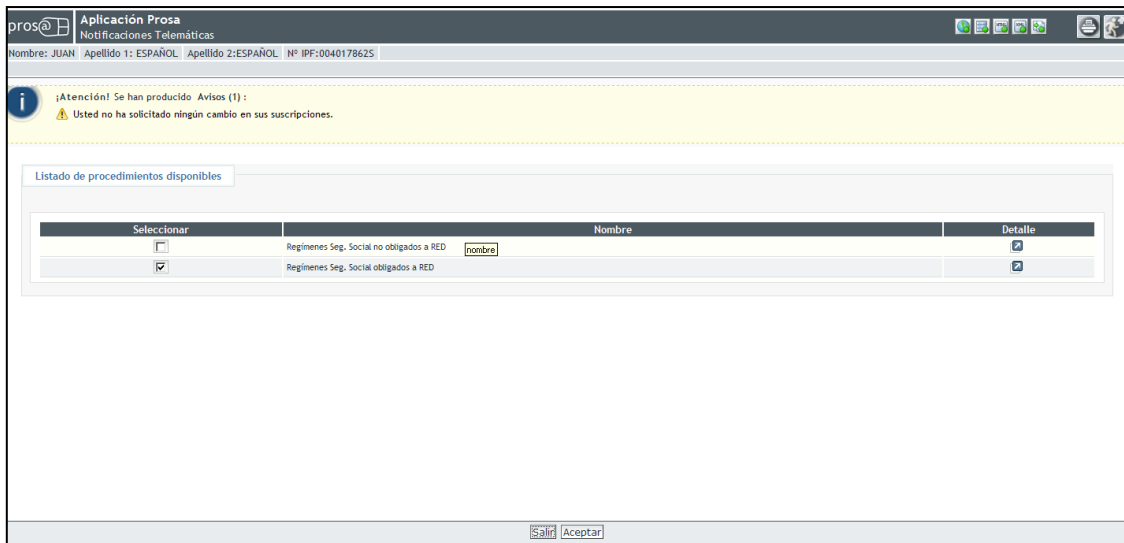 pros@
Aplicación Prosa
Notificaciones Telemáticas
Nombre: JUAN Apellido 1: ESPAÑOL Apellido 2:ESPAÑOL Nº IPF:004017862S
i
¡Atención! Se han producido Avisos (1) :
Usted no ha solicitado ningún cambio en sus suscripciones.
Listado de procedimientos disponibles
Seleccionar Nombre Detalle
Regímenes Seg. Social no obligados a RED nombre
Regímenes Seg. Social obligados a RED
Salir Aceptar